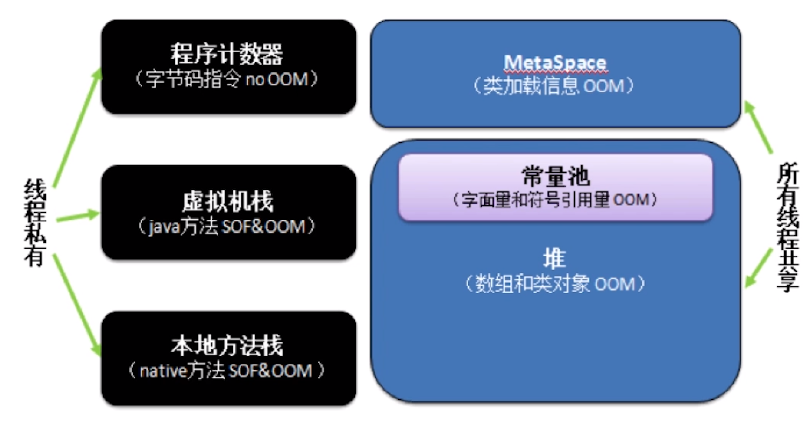 线程私有
程序计数器
（字节码指令 no OOM）
虚拟机栈
（java方法 SOF&OOM）
本地方法栈
（native方法 SOF&OOM ）
MetaSpace
（类加载信息 OOM）
常量池
（字面量和符号引用量 OOM）
堆
（数组和类对象 OOM）
所有线程共享